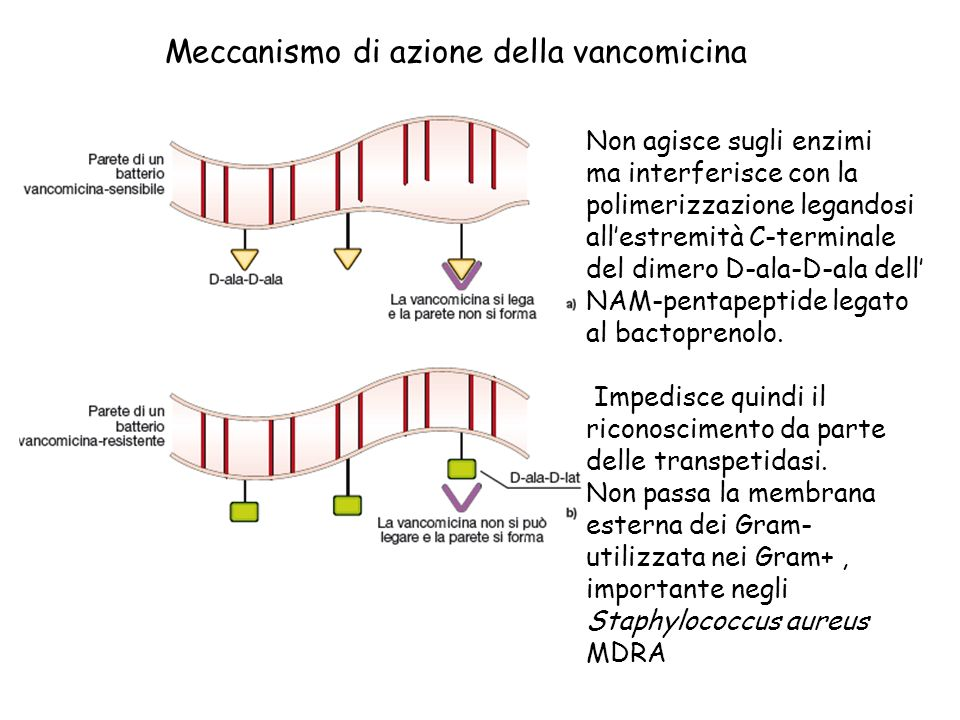 Meccanismo di azione della vancomicina
Parete di un
batterio
vancomicina-sensibile
D-ala-D-ala
La vancomicina si lega
e la parete non si forma
a)
Parete di un
batterio
vancomicina-resistente
D-ala-D-lat
La vancomicina non si può
legare e la parete si forma
b)
Non agisce sugli enzimi
ma interferisce con la
polimerizzazione legandosi
all’estremità C-terminale
del dimero D-ala-D-ala dell’
NAM-pentapeptide legato
al bactoprenolo.
Impedisce quindi il
riconoscimento da parte
delle transpetidasi.
Non passa la membrana
esterna dei Gram-
utilizzata nei Gram+ ,
importante negli
Staphylococcus aureus
MDRA